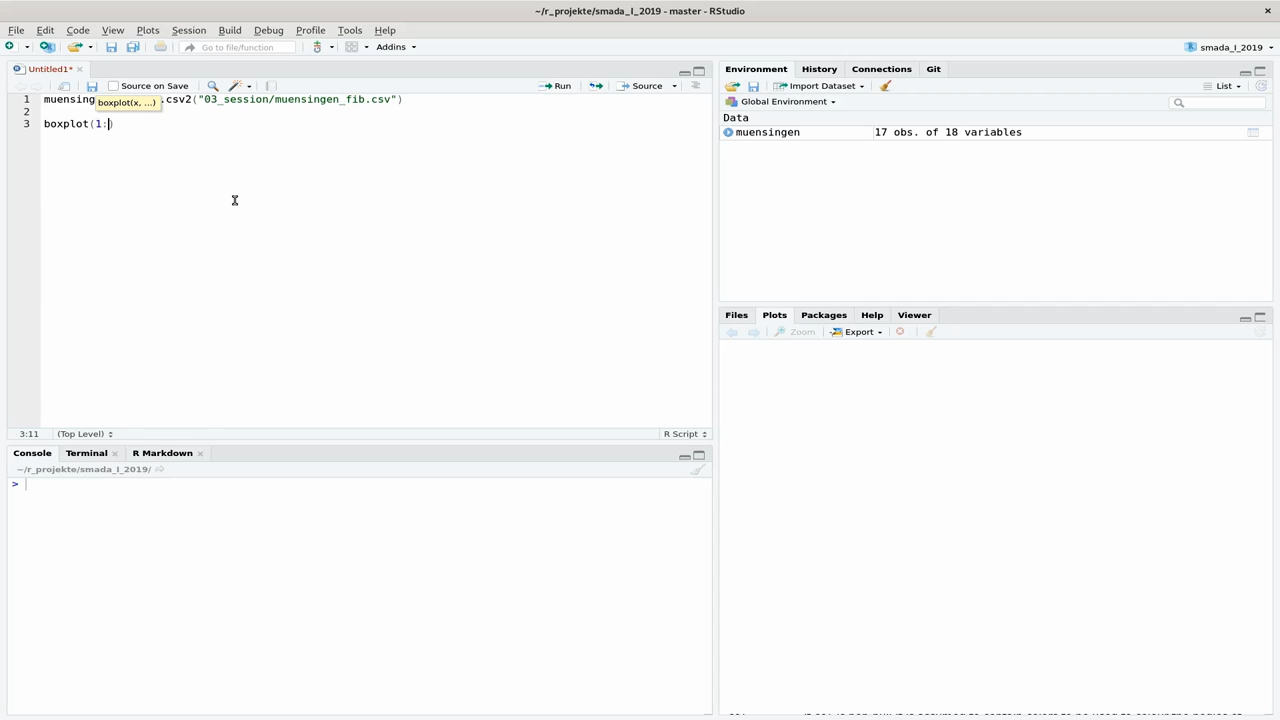 ~/r_projekte/smada_I_2019 - master - RStudio
File Edit Code View Plots Session Build Debug Profile Tools Help
Go to file/function Addins smada_I_2019
Untitled1*
Source on Save Run Source
1 muensing .csv2("03_session/muensingen_fib.csv")
boxplot(x, ...)
2
3 boxplot(1:)
3:11 (Top Level) R Script
Console Terminal R Markdown
~/r_projekte/smada_I_2019/
>
Environment History Connections Git
Import Dataset List
Global Environment
Data
muensingen 17 obs. of 18 variables
Files Plots Packages Help Viewer
Zoom Export